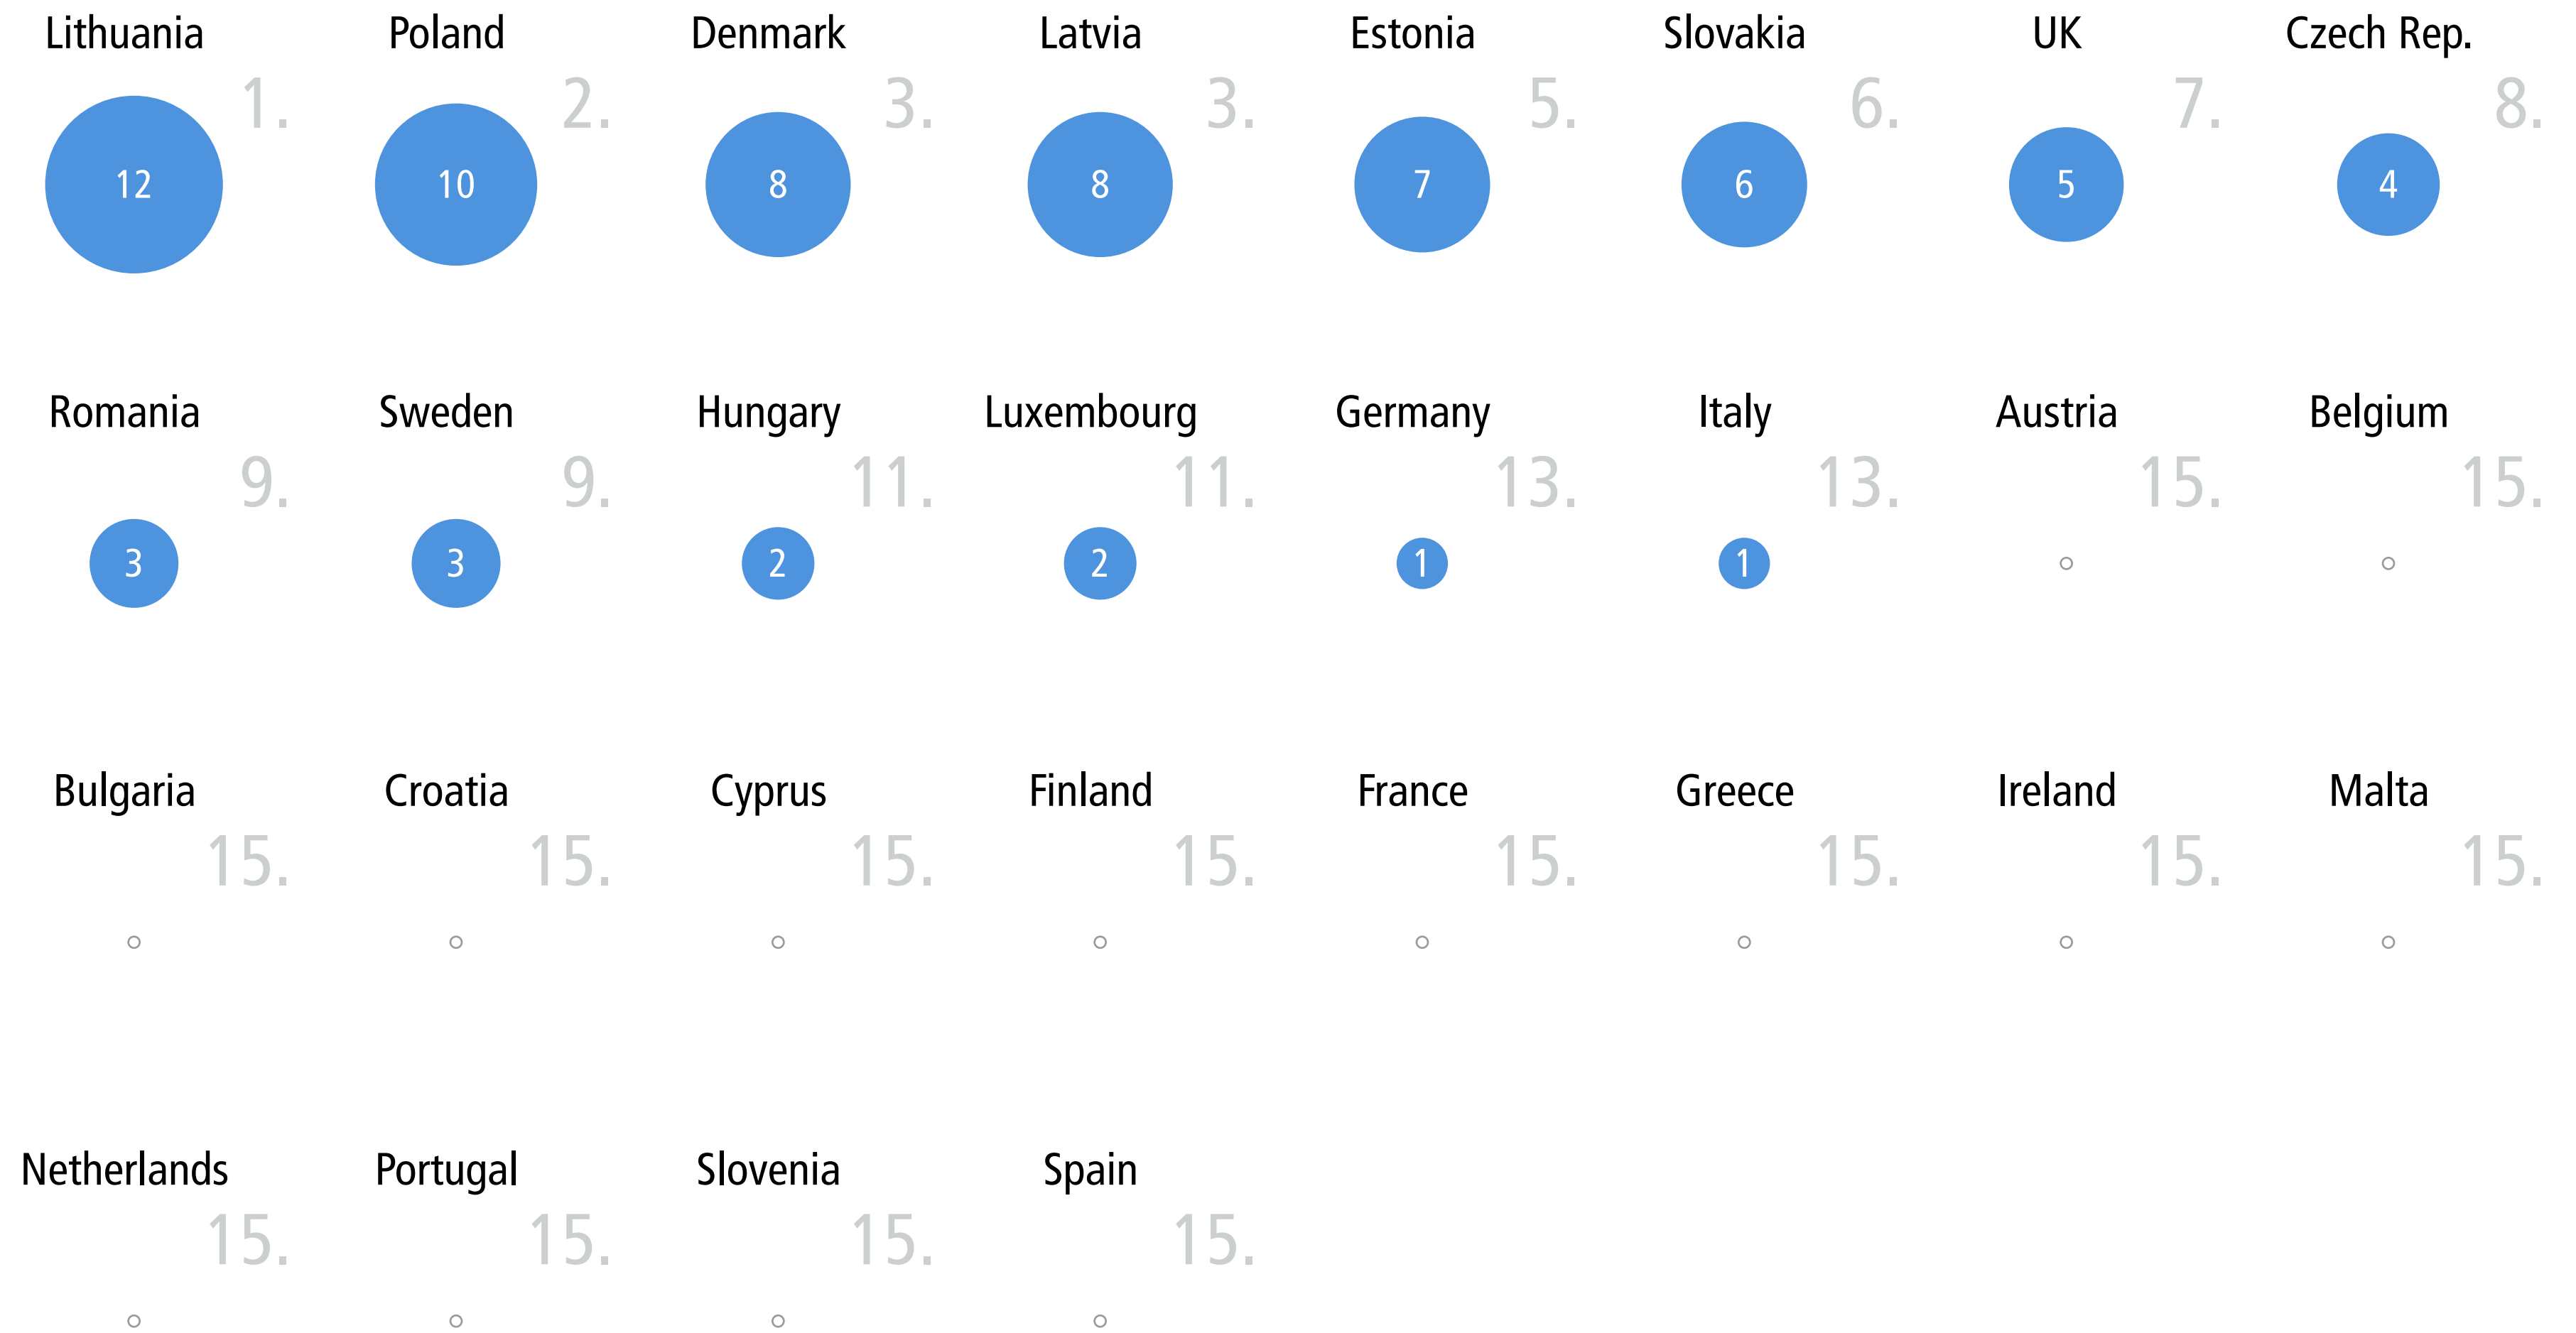 Lithuania Poland Denmark Latvia Estonia Slovakia UK Czech Rep.
1. 2. 3. 3. 5. 6. 7. 8.
12 10 8 8 7 6 5 4
Romania Sweden Hungary Luxembourg Germany Italy Austria Belgium
9. 9. 11. 11. 13. 13. 15. 15.
3 3 2 2 1 1
Bulgaria Croatia Cyprus Finland France Greece Ireland Malta
15. 15. 15. 15. 15. 15. 15. 15.
Netherlands Portugal Slovenia Spain
15. 15. 15. 15.